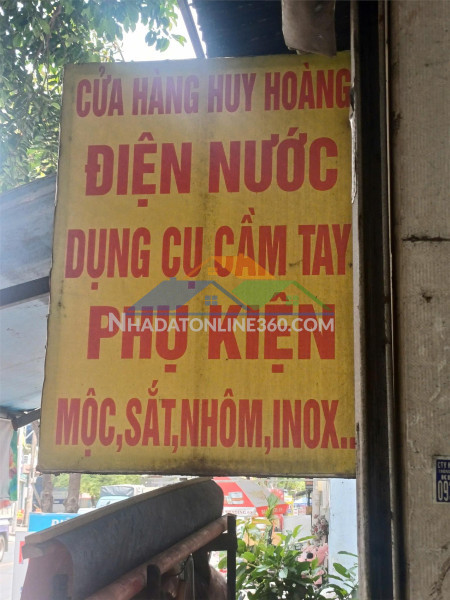 CỬA HÀNG HUY HOÀNG
ĐIỆN NƯỚC
DỤNG CỤ CẦM TAY
NHADATONLINE360.COM
PHỤ KIỆN
MỘC,SẮT,NHÔM,INOX..